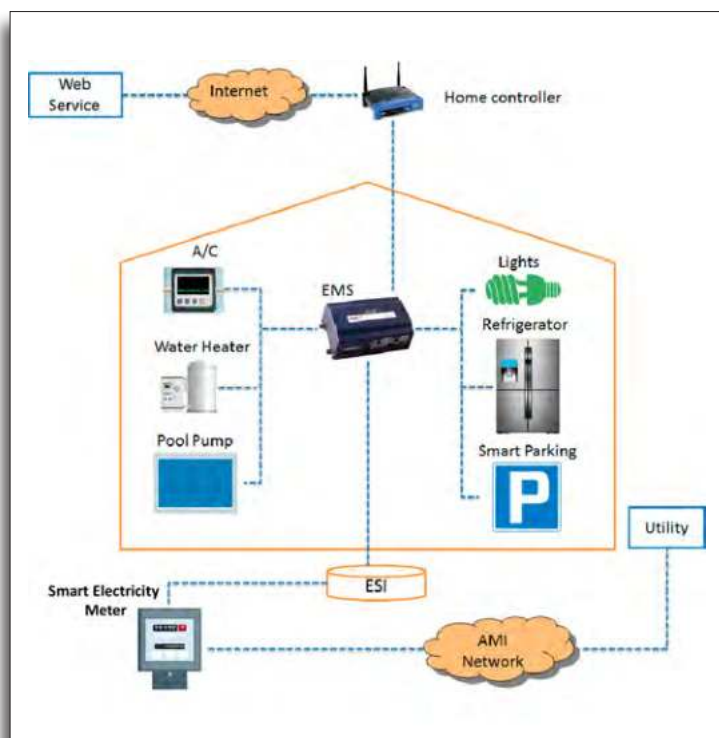 Web
Service
Internet
Home controller
A/C
EMS
Lights
Water Heater
Refrigerator
Pool Pump
Smart Parking
P
Utility
ESI
Smart Electricity
Meter
AMI
Network